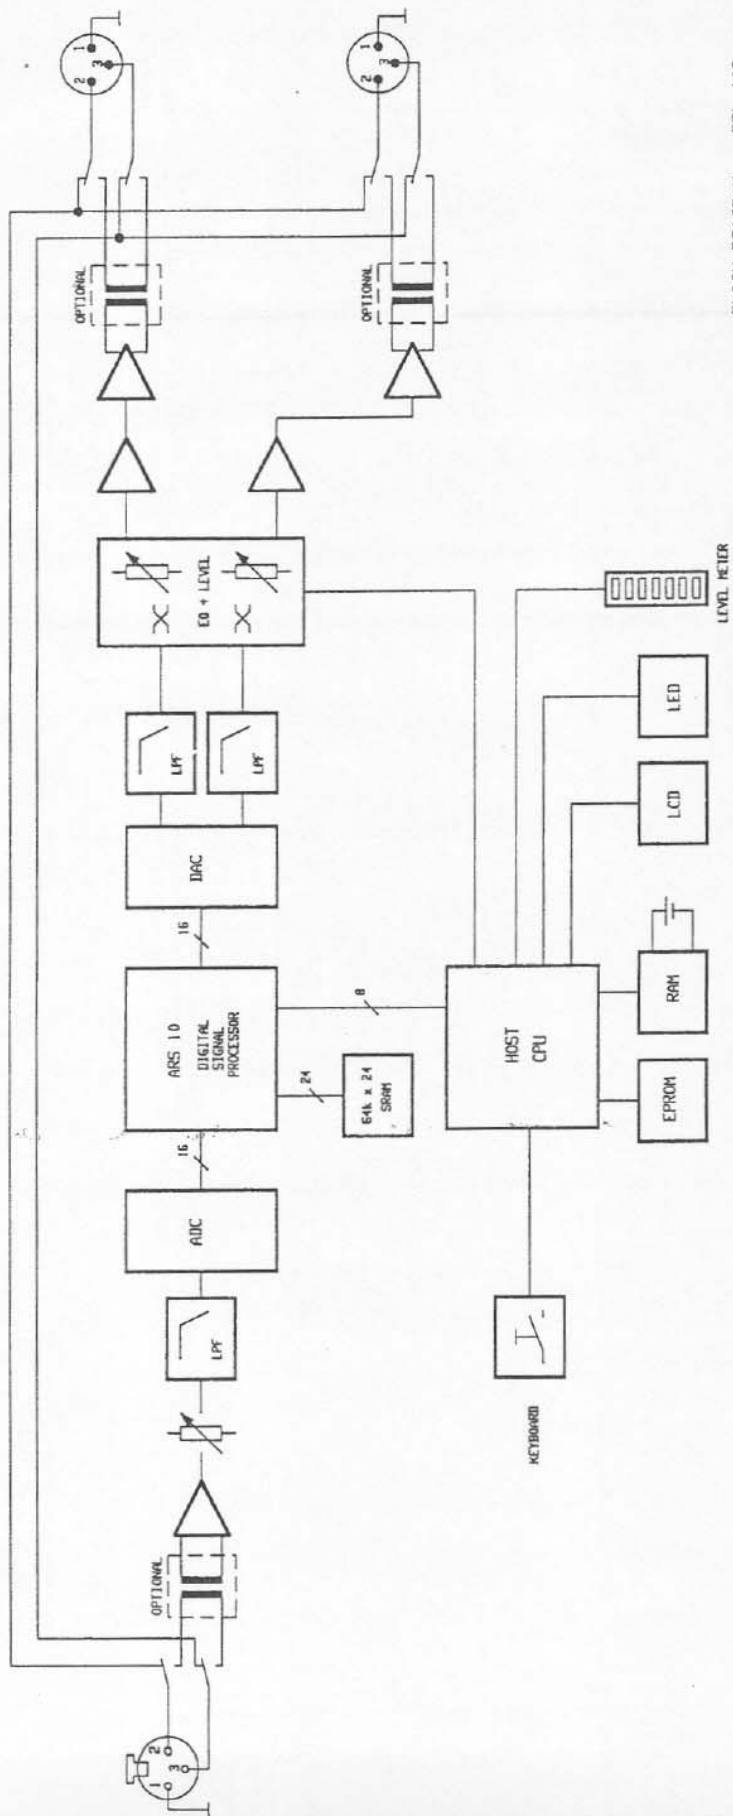 1
2
3
OPTIONAL
ADC
LPF
16
ARS 10
DIGITAL
SIGNAL
PROCESSOR
24
64k x 24
SRAM
8
16
DAC
LPF
LPF
EQ + LEVEL
OPTIONAL
2
1
3
OPTIONAL
2
1
3
KEYBOARD
HOST
CPU
EPROM
RAM
LCD
LED
LEVEL METER